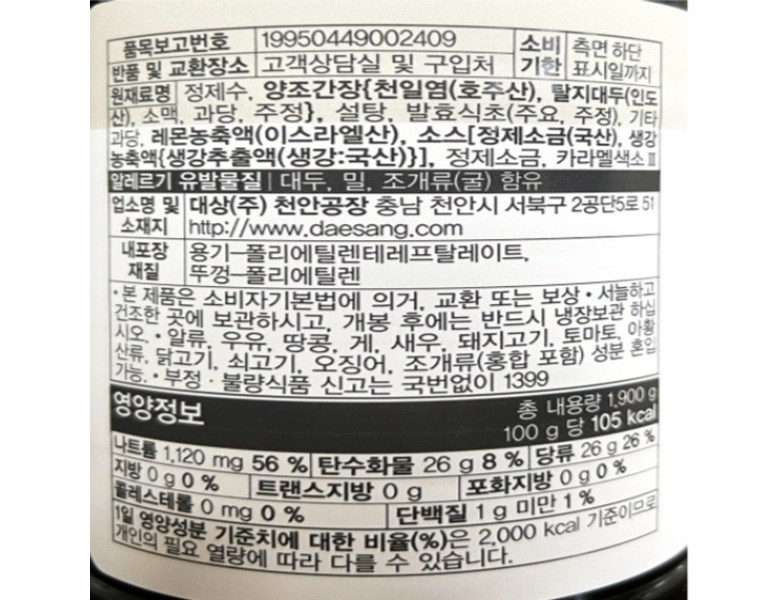 품목보고번호 19950449002409 소비기한 측면 하단 표시일까지
반품 및 교환장소 고객상담실 및 구입처
원재료명 정제수, 양조간장{천일염(호주산), 탈지대두(인도
산), 소맥, 과당, 주정}, 설탕, 발효식초(주요, 주정), 기타
과당, 레몬농축액(이스라엘산), 소스[정제소금(국산), 생강
농축액{생강추출액(생강:국산)}], 정제소금, 카라멜색소Ⅲ
알레르기 유발물질 | 대두, 밀, 조개류(굴) 함유
업소명 및 소재지 대상(주) 천안공장 충남 천안시 서북구 2공단5로 51
http://www.daesang.com
내포장 재질 용기-폴리에틸렌테레프탈레이트,
뚜껑-폴리에틸렌
• 본 제품은 소비자기본법에 의거, 교환 또는 보상 • 서늘하고
건조한 곳에 보관하시고, 개봉 후에는 반드시 냉장보관 하십
시오. • 알류, 우유, 땅콩, 게, 새우, 돼지고기, 토마토, 아황
산류, 닭고기, 쇠고기, 오징어, 조개류(홍합 포함) 성분 혼입
가능. • 부정 · 불량식품 신고는 국번없이 1399
영양정보 총 내용량 1,900 g
100 g 당 105 kcal
나트륨 1,120 mg 56 % 탄수화물 26 g 8 % 당류 26 g 26 %
지방 0 g 0 % 트랜스지방 0 g 포화지방 0 g 0 %
콜레스테롤 0 mg 0 % 단백질 1 g 미만 1 %
1일 영양성분 기준치에 대한 비율(%)은 2,000 kcal 기준이므로
개인의 필요 열량에 따라 다를 수 있습니다.